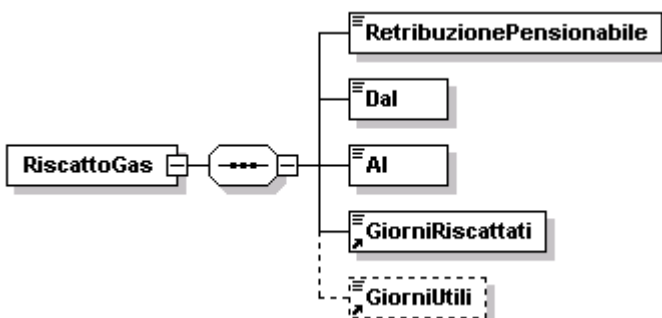 RetribuzionePensionabile
Dal
RiscattoGas
Al
GiorniRiscattati
GiorniUtili